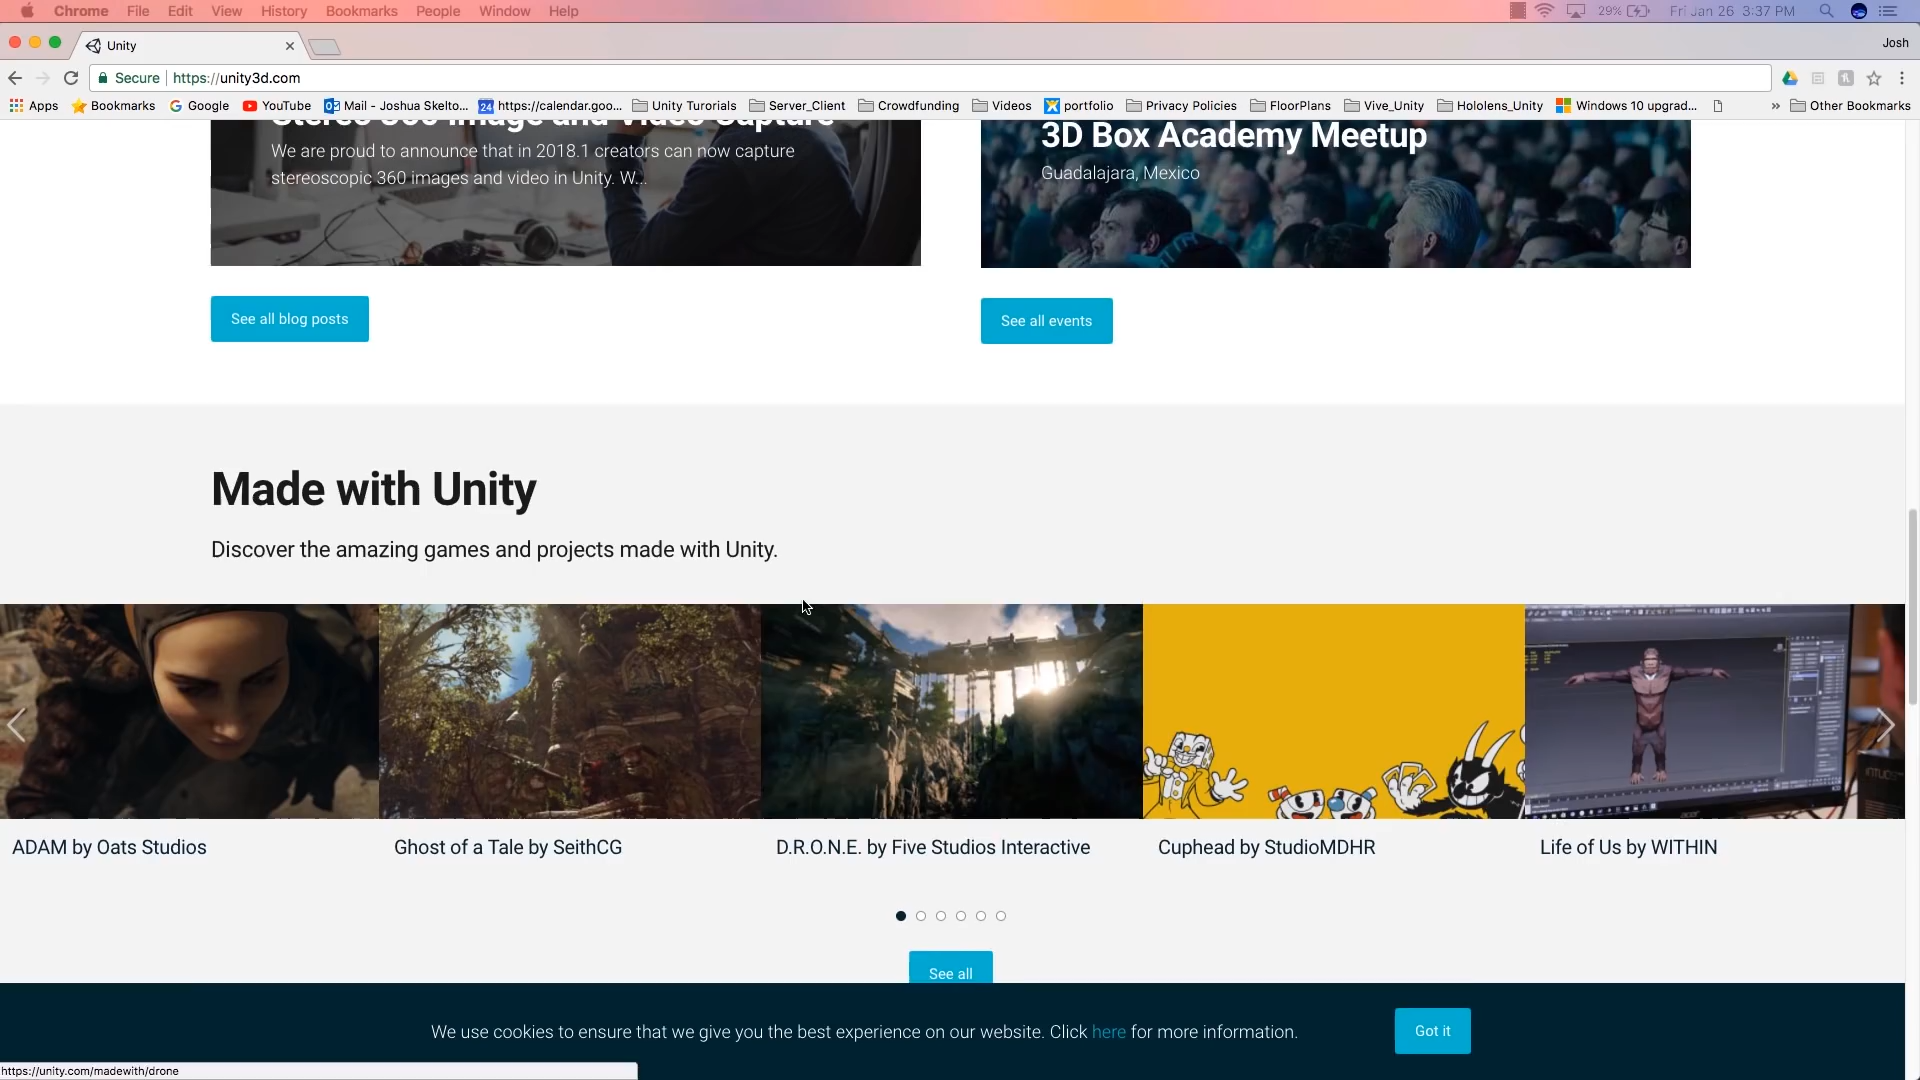 Chrome File Edit View History Bookmarks People Window Help 29% Fri Jan 26 3:37 PM
Unity Josh
Secure https://unity3d.com
Apps Bookmarks Google YouTube Mail - Joshua Skelto... 24 https://calendar.goo... Unity Turorials Server_Client Crowdfunding Videos portfolio Privacy Policies FloorPlans Vive_Unity Hololens_Unity Windows 10 upgrad... » Other Bookmarks
Stereo 360 Image and Video Capture
We are proud to announce that in 2018.1 creators can now capture
stereoscopic 360 images and video in Unity. W...
3D Box Academy Meetup
Guadalajara, Mexico
See all blog posts
See all events
Made with Unity
Discover the amazing games and projects made with Unity.
ADAM by Oats Studios
Ghost of a Tale by SeithCG
D.R.O.N.E. by Five Studios Interactive
Cuphead by StudioMDHR
Life of Us by WITHIN
See all
We use cookies to ensure that we give you the best experience on our website. Click here for more information.
Got it
https://unity.com/madewith/drone